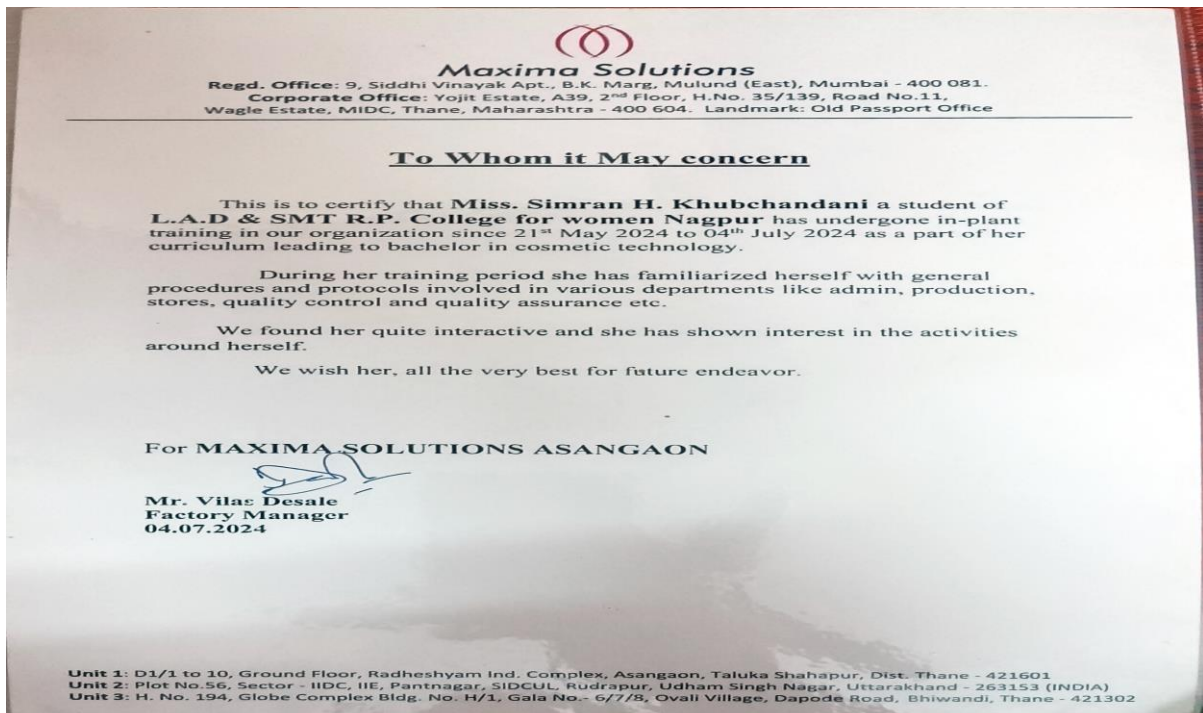 Maxima Solutions
Regd. Office: 9, Siddhi Vinayak Apt., B.K. Marg, Mulund (East), Mumbai - 400 081.
Corporate Office: Yojit Estate, A39, 2nd Floor, H.No. 35/139, Road No.11,
Wagle Estate, MIDC, Thane, Maharashtra - 400 604. Landmark: Old Passport Office
To Whom it May concern
This is to certify that Miss. Simran H. Khubchandani a student of
L.A.D & SMT R.P. College for women Nagpur has undergone in-plant
training in our organization since 21st May 2024 to 04th July 2024 as a part of her
curriculum leading to bachelor in cosmetic technology.
During her training period she has familiarized herself with general
procedures and protocols involved in various departments like admin, production,
stores, quality control and quality assurance etc.
We found her quite interactive and she has shown interest in the activities
around herself.
We wish her, all the very best for future endeavor.
For MAXIMA SOLUTIONS ASANGAON
Mr. Vilas Desale
Factory Manager
04.07.2024
Unit 1: D1/1 to 10, Ground Floor, Radheshyam Ind. Complex, Asangaon, Taluka Shahapur, Dist. Thane - 421601
Unit 2: Plot No.56, Sector - IIDC, IIE, Pantnagar, SIDCUL, Rudrapur, Udham Singh Nagar, Uttarakhand - 263153 (INDIA)
Unit 3: H. No. 194, Globe Complex Bldg. No. H/1, Gala No.- 6/7/8, Ovali Village, Dapode Road, Bhiwandi, Thane - 421302